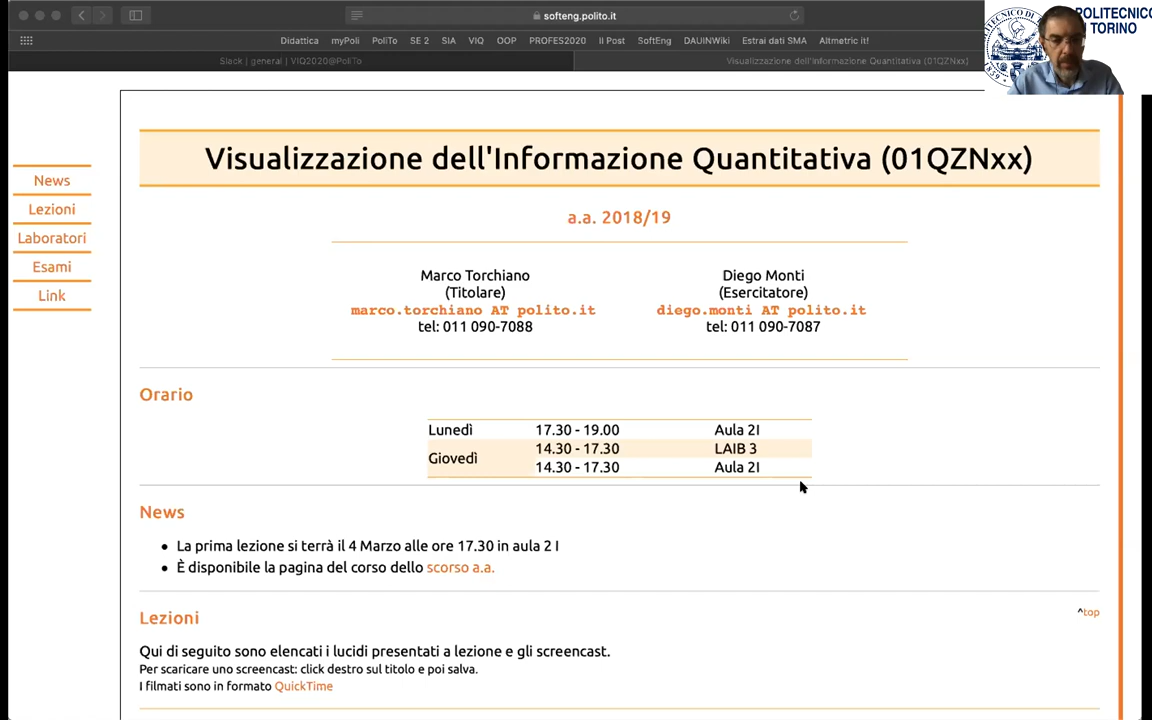 softeng.polito.it
Didattica myPoli PoliTo SE 2 SIA VIQ OOP PROFES2020 Il Post SoftEng DAUINWiki Estrai dati SMA Altmetric it!
Slack | general | VIQ2020@PoliTo
Visualizzazione dell'Informazione Quantitativa (01QZNxx)
POLITECNICO
DI TORINO
Visualizzazione dell'Informazione Quantitativa (01QZNxx)
News
Lezioni
Laboratori
Esami
Link
a.a. 2018/19
Marco Torchiano
(Titolare)
marco.torchiano AT polito.it
tel: 011 090-7088
Diego Monti
(Esercitatore)
diego.monti AT polito.it
tel: 011 090-7087
Orario
Lunedì 17.30 - 19.00 Aula 2I
Giovedì 14.30 - 17.30 LAIB 3
14.30 - 17.30 Aula 2I
News
• La prima lezione si terrà il 4 Marzo alle ore 17.30 in aula 2 I
• È disponibile la pagina del corso dello scorso a.a.
Lezioni
^top
Qui di seguito sono elencati i lucidi presentati a lezione e gli screencast.
Per scaricare uno screencast: click destro sul titolo e poi salva.
I filmati sono in formato QuickTime